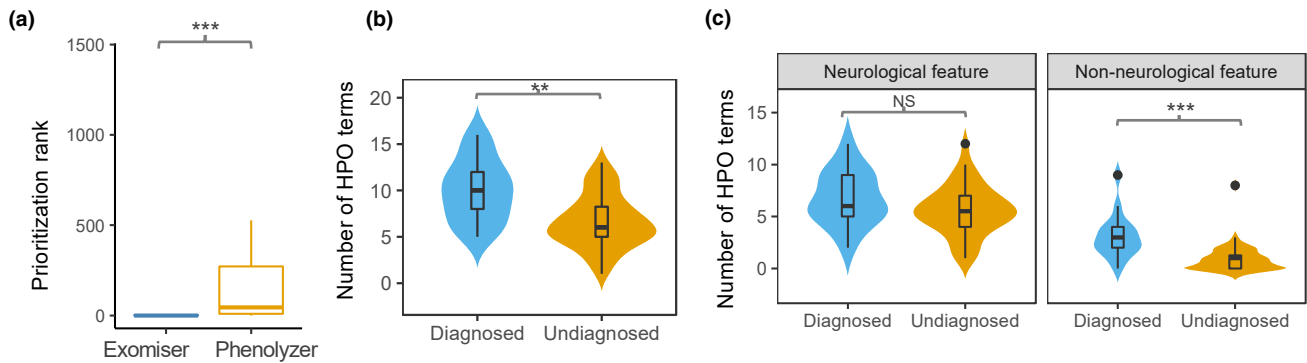 (a)
***
1500
1000
500
0
Prioritization rank
Exomiser Phenolyzer
(b)
**
20
15
10
5
0
Number of HPO terms
Diagnosed Undiagnosed
(c)
Neurological feature Non-neurological feature
NS
***
15
10
5
0
Number of HPO terms
Diagnosed Undiagnosed Diagnosed Undiagnosed